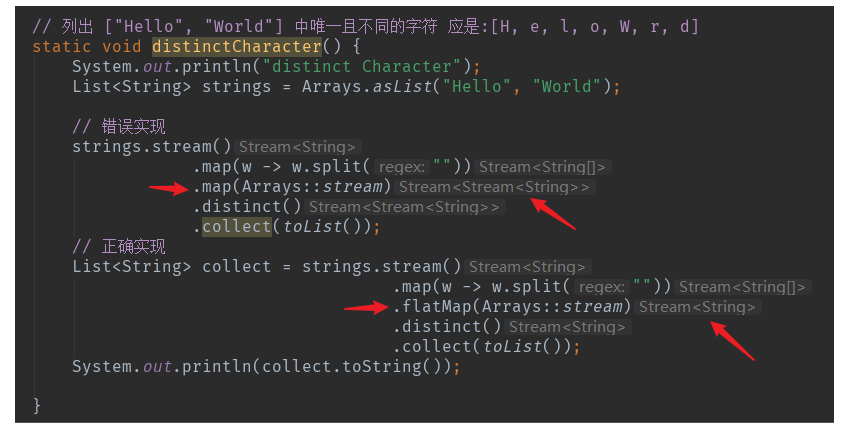 // 列出 ["Hello", "World"] 中唯一且不同的字符 应是:[H, e, l, o, W, r, d]
static void distinctCharacter() {
System.out.println("distinct Character");
List<String> strings = Arrays.asList("Hello", "World");
// 错误实现
strings.stream() Stream<String>
.map(w -> w.split( regex: "")) Stream<String[]>
.map(Arrays::stream) Stream<Stream<String>>
.distinct() Stream<Stream<String>>
.collect(toList());
// 正确实现
List<String> collect = strings.stream() Stream<String>
.map(w -> w.split( regex: "")) Stream<String[]>
.flatMap(Arrays::stream) Stream<String>
.distinct() Stream<String>
.collect(toList());
System.out.println(collect.toString());
}